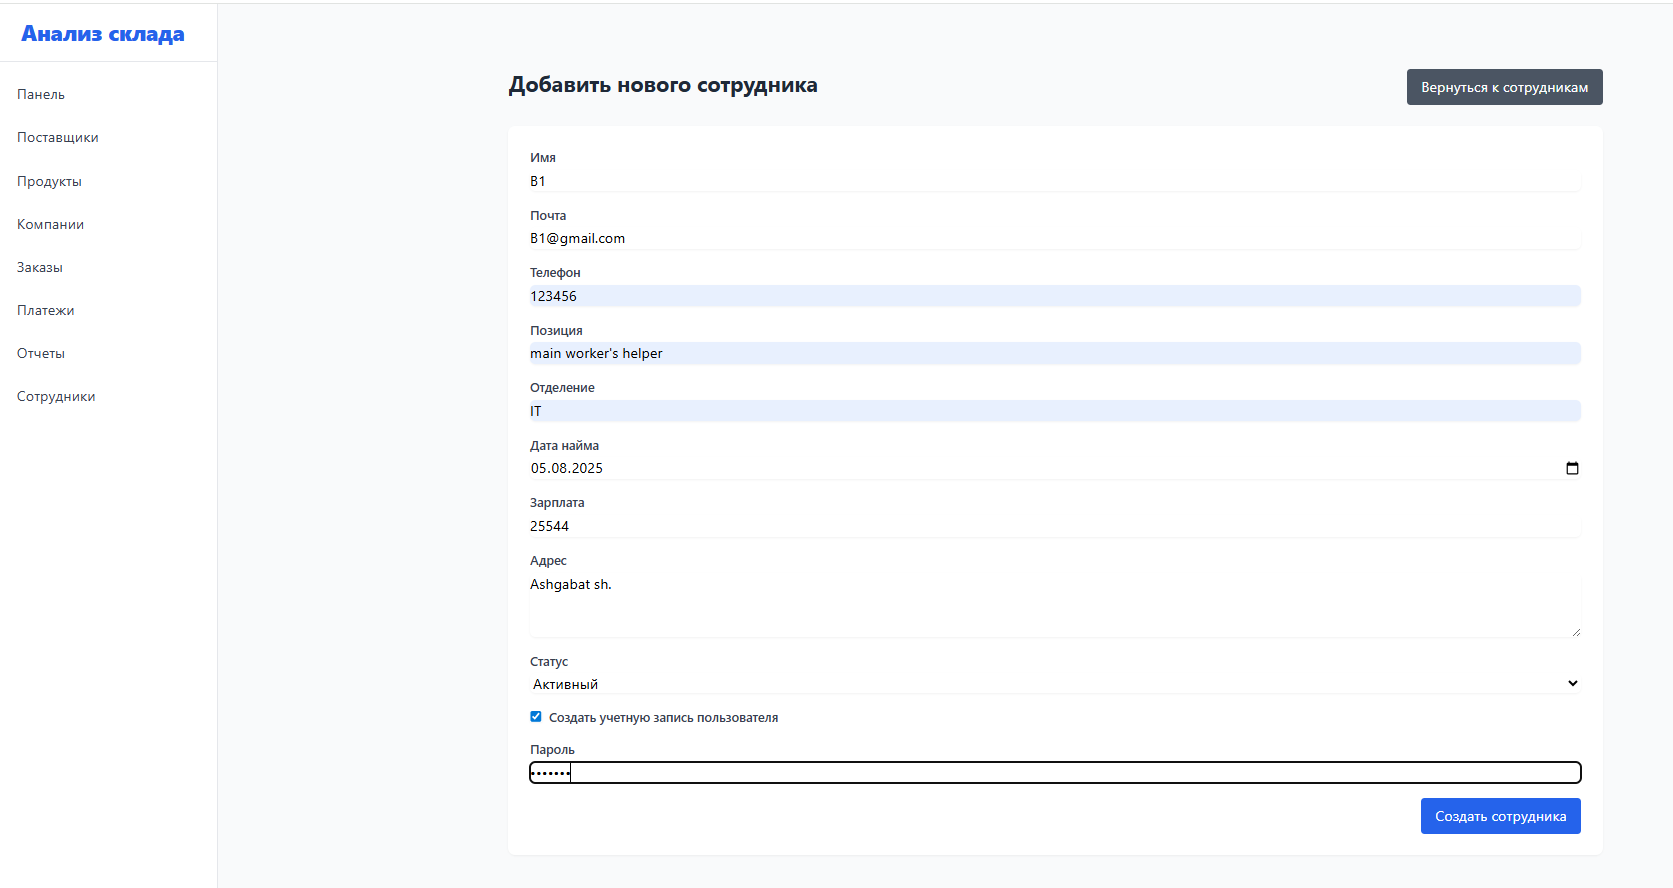 Анализ склада
Панель
Поставщики
Продукты
Компании
Заказы
Платежи
Отчеты
Сотрудники
Добавить нового сотрудника
Вернуться к сотрудникам
Имя
B1
Почта
B1@gmail.com
Телефон
123456
Позиция
main worker's helper
Отделение
IT
Дата найма
05.08.2025
Зарплата
25544
Адрес
Ashgabat sh.
Статус
Активный
Создать учетную запись пользователя
Пароль
•••••••
Создать сотрудника